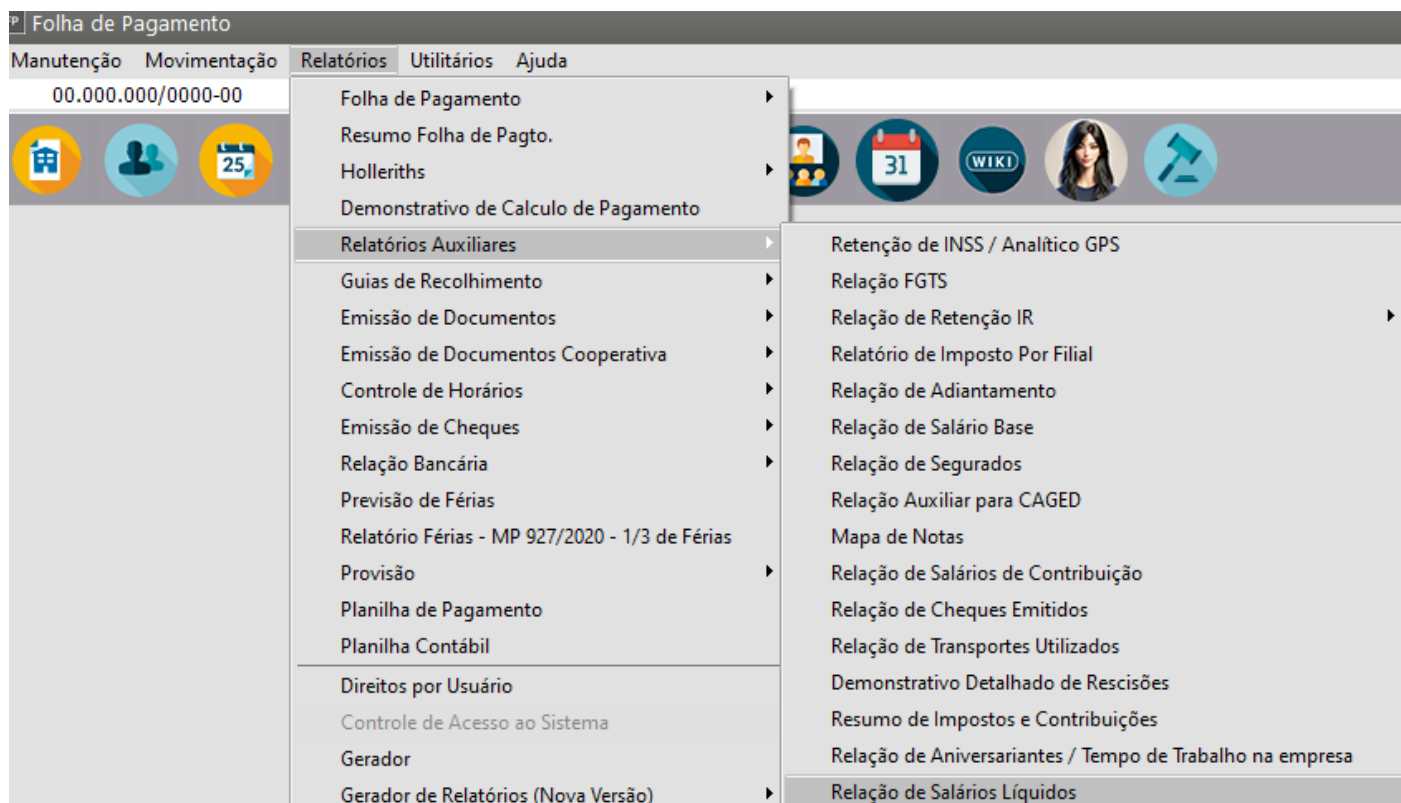 FP Folha de Pagamento
Manutenção Movimentação Relatórios Utilitários Ajuda
00.000.000/0000-00
25
31
WIKI
Folha de Pagamento
Resumo Folha de Pagto.
Holleriths
Demonstrativo de Calculo de Pagamento
Relatórios Auxiliares
Guias de Recolhimento
Emissão de Documentos
Emissão de Documentos Cooperativa
Controle de Horários
Emissão de Cheques
Relação Bancária
Previsão de Férias
Relatório Férias - MP 927/2020 - 1/3 de Férias
Provisão
Planilha de Pagamento
Planilha Contábil
Direitos por Usuário
Controle de Acesso ao Sistema
Gerador
Gerador de Relatórios (Nova Versão)
Retenção de INSS / Analítico GPS
Relação FGTS
Relação de Retenção IR
Relatório de Imposto Por Filial
Relação de Adiantamento
Relação de Salário Base
Relação de Segurados
Relação Auxiliar para CAGED
Mapa de Notas
Relação de Salários de Contribuição
Relação de Cheques Emitidos
Relação de Transportes Utilizados
Demonstrativo Detalhado de Rescisões
Resumo de Impostos e Contribuições
Relação de Aniversariantes / Tempo de Trabalho na empresa
Relação de Salários Líquidos